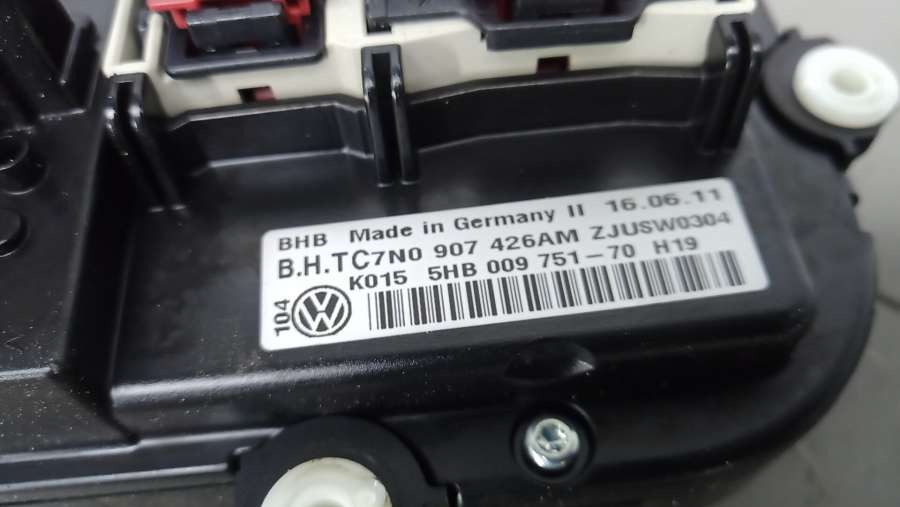 BHB Made in Germany II 16.06.11
B.H.TC7N0 907 426AM ZJUSW0304
K015 5HB 009 751-70 H19
104